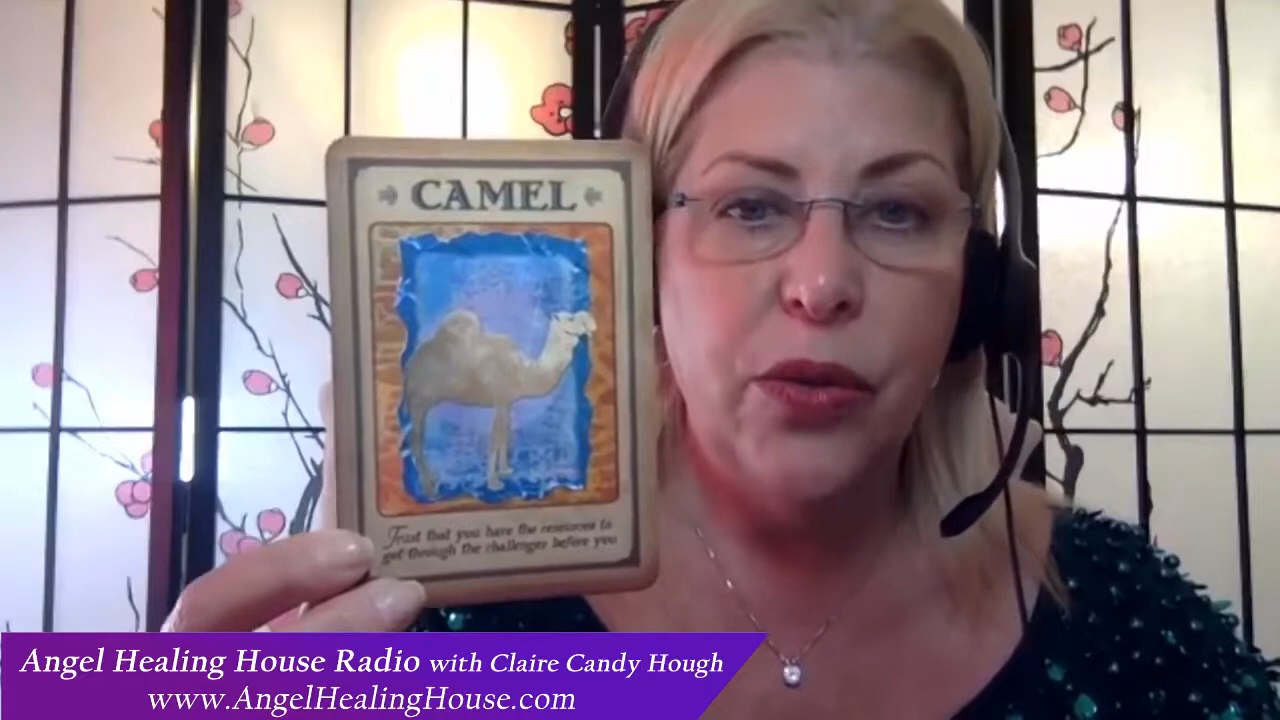 CAMEL
Trust that you have the resources to
get through the challenges before you
Angel Healing House Radio with Claire Candy Hough
www.AngelHealingHouse.com